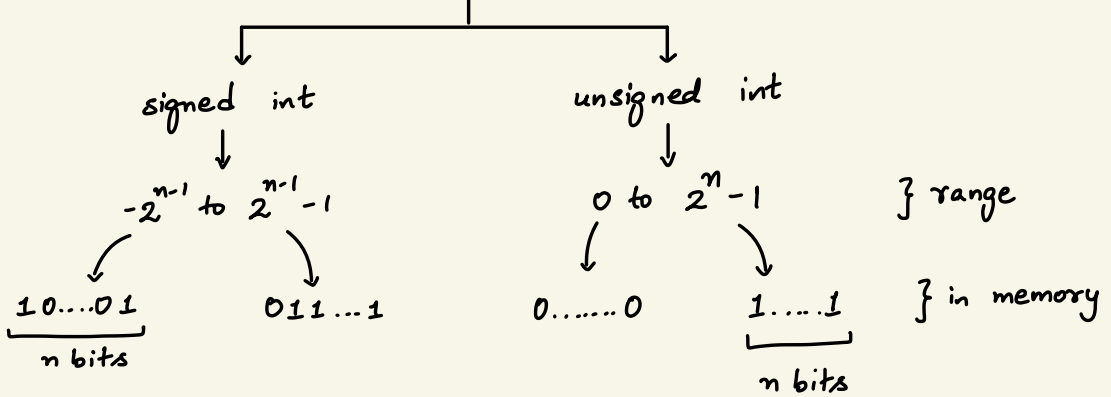 signed int unsigned int
-2^{n-1} to 2^{n-1}-1 0 to 2^n-1 } range
10....01 011...1 0.......0 1.....1 } in memory
n bits n bits